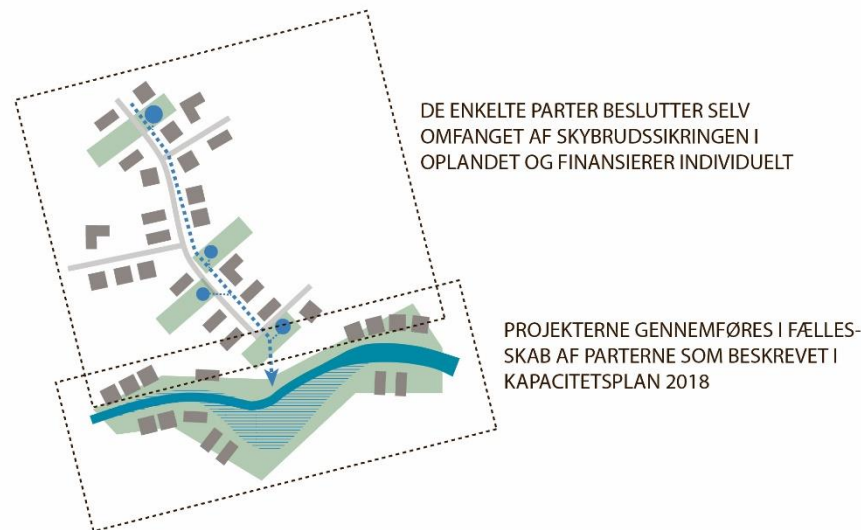 DE ENKELTE PARTER BESLUTTER SELV
OMFANGET AF SKYBRUDSSIKRINGEN I
OPLANDET OG FINANSIERER INDIVIDUELT
PROJEKTERNE GENNEMFØRES I FÆLLES-
SKAB AF PARTERNE SOM BESKREVET I
KAPACITETSPLAN 2018